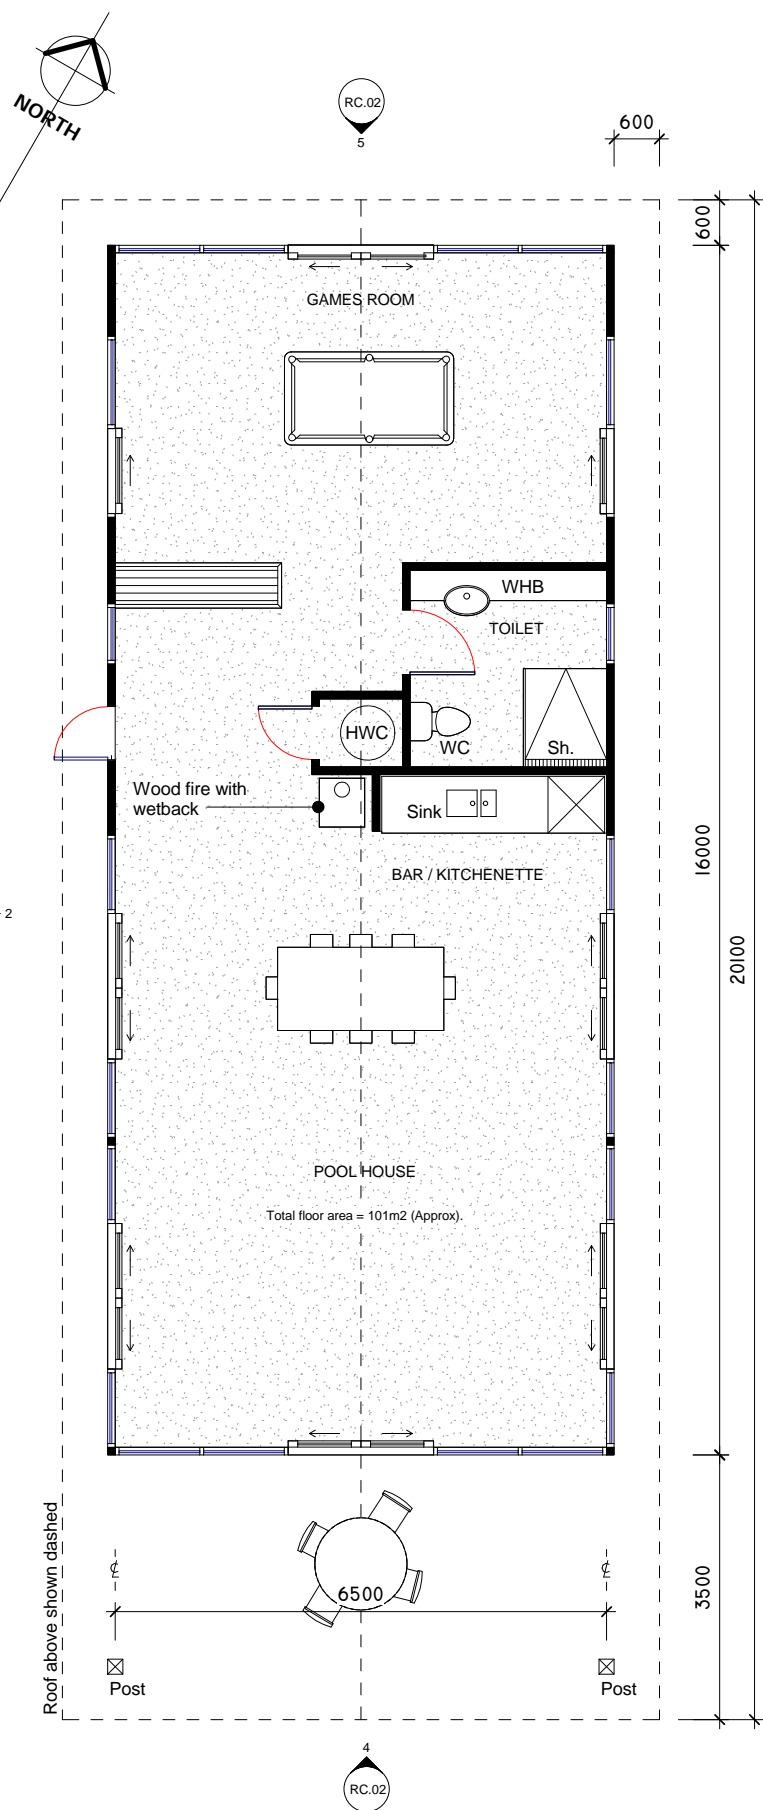 NORTH
RC.02
5
600
600
GAMES ROOM
WHB
TOILET
HWC
WC
Sh.
Wood fire with
wetback
Sink
BAR / KITCHENETTE
16000
2
20100
POOL HOUSE
Total floor area = 101m2 (Approx).
Roof above shown dashed
℄
℄
6500
3500
Post
Post
4
RC.02